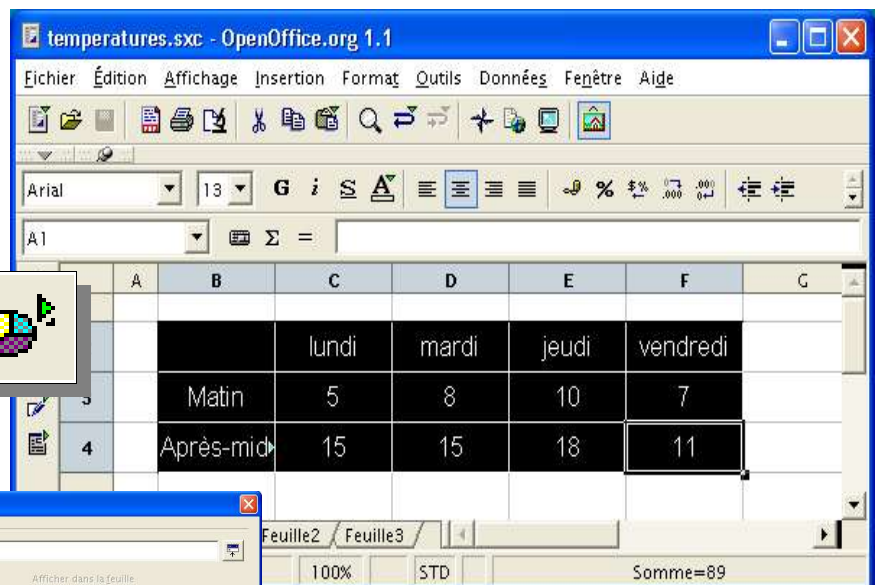 temperatures.sxc - OpenOffice.org 1.1
Fichier Édition Affichage Insertion Format Outils Données Fenêtre Aide
Arial 13 G i S A
A1 Σ =
A B C D E F G
lundi mardi jeudi vendredi
3 Matin 5 8 10 7
4 Après-mid 15 15 18 11
Feuille2 Feuille3
Afficher dans la feuille
100% STD Somme=89